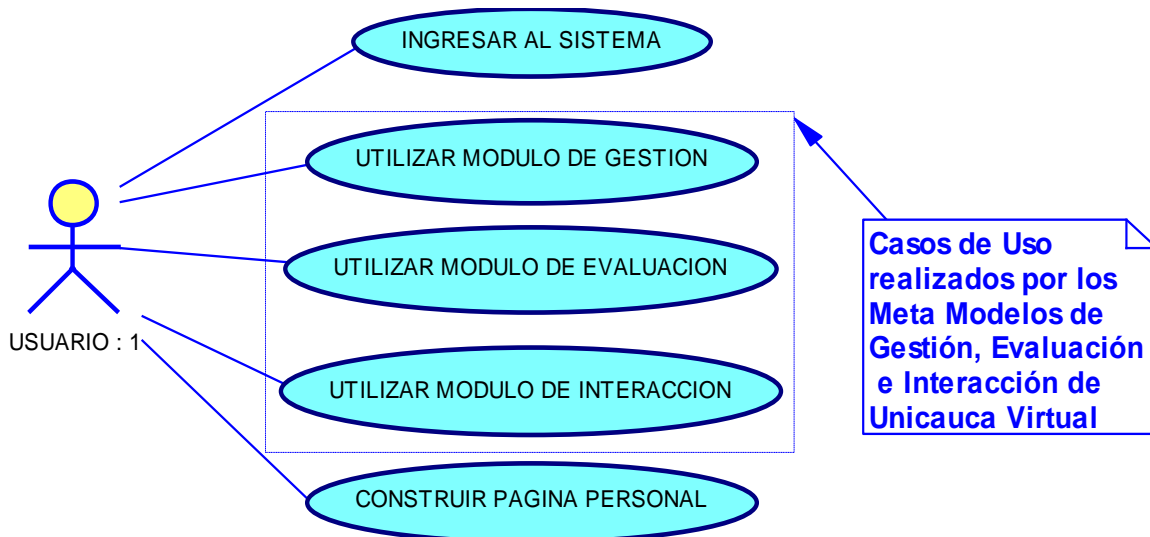 INGRESAR AL SISTEMA
UTILIZAR MODULO DE GESTION
UTILIZAR MODULO DE EVALUACION
USUARIO : 1
UTILIZAR MODULO DE INTERACCION
CONSTRUIR PAGINA PERSONAL
Casos de Uso
realizados por los
Meta Modelos de
Gestión, Evaluación
e Interacción de
Unicauca Virtual